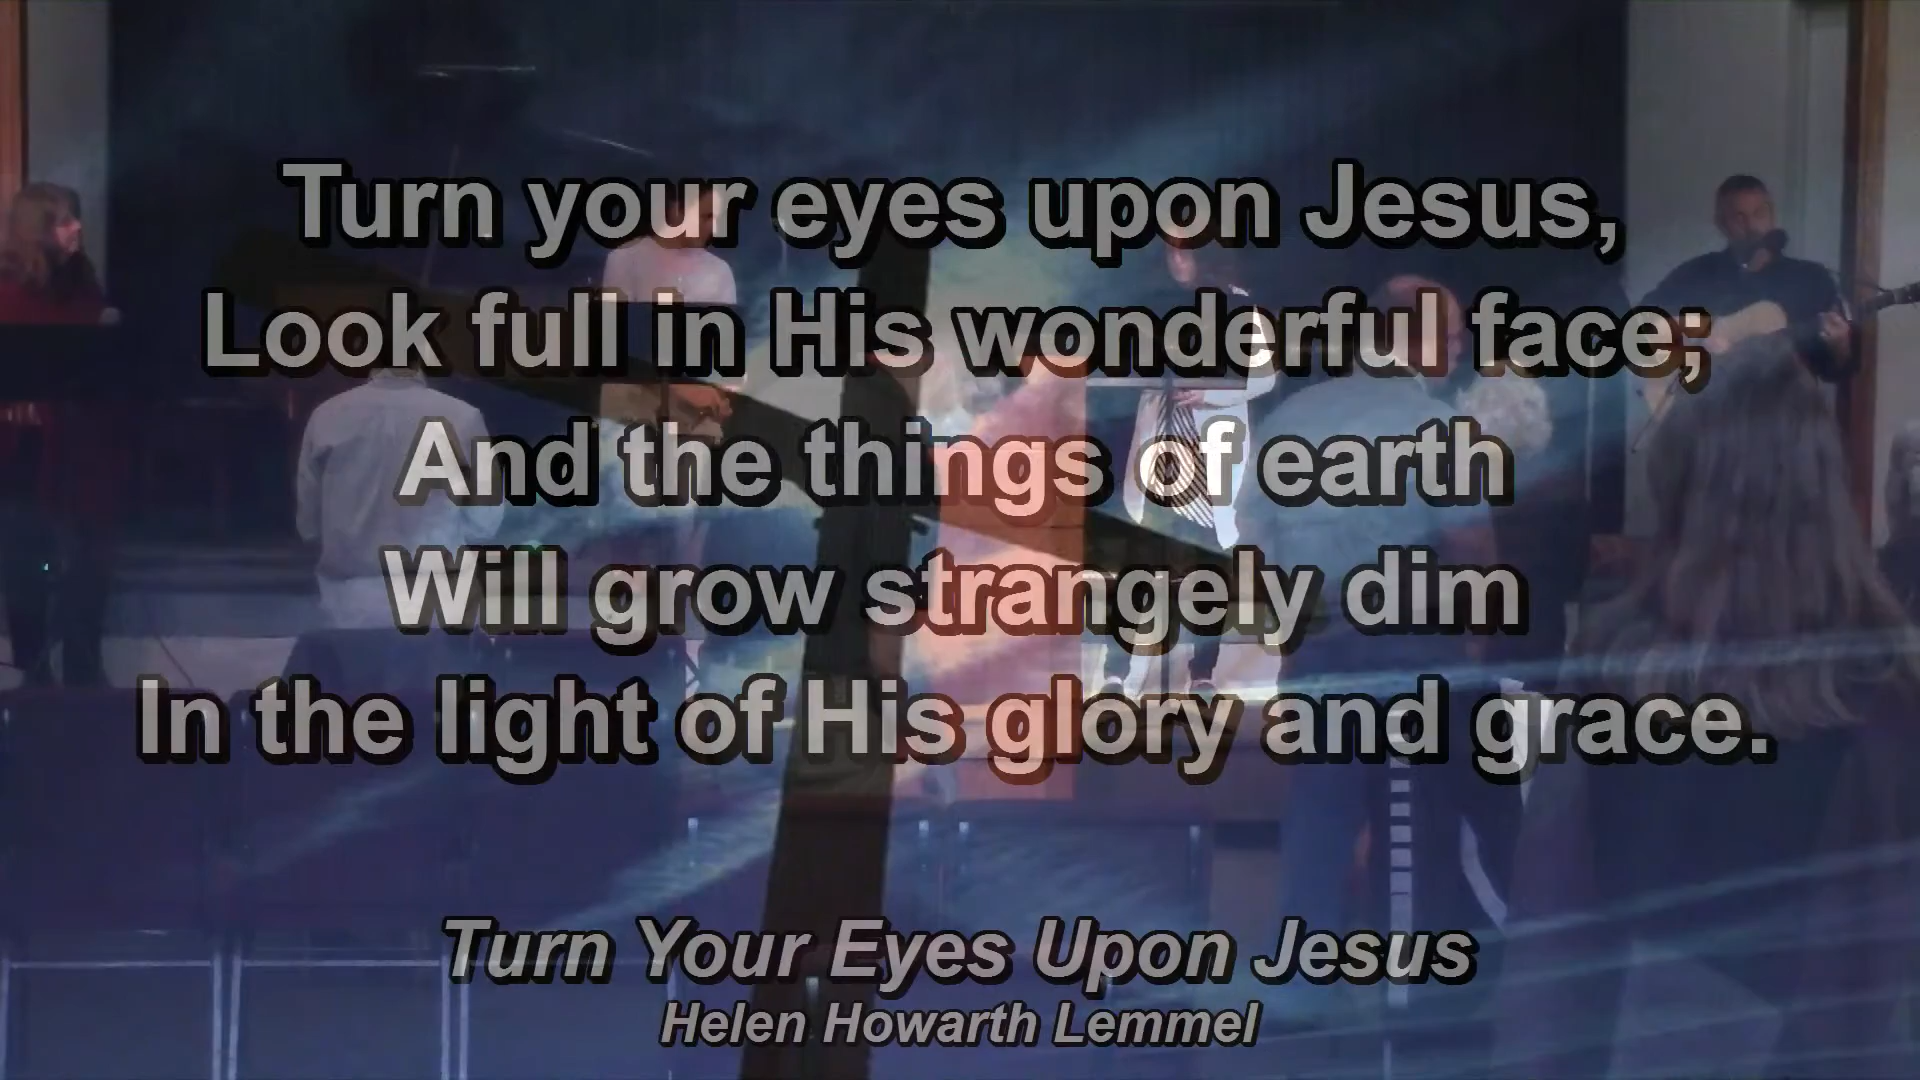 Turn your eyes upon Jesus,
Look full in His wonderful face;
And the things of earth
Will grow strangely dim
In the light of His glory and grace.
Turn Your Eyes Upon Jesus
Helen Howarth Lemmel